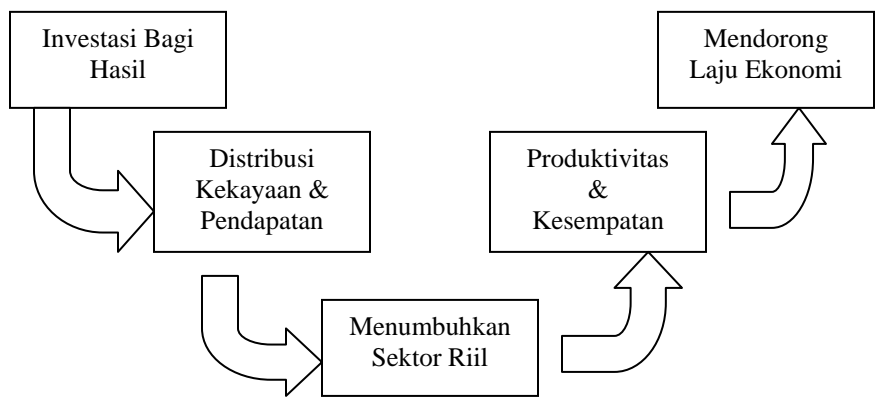 Investasi Bagi
Hasil
Distribusi
Kekayaan &
Pendapatan
Menumbuhkan
Sektor Riil
Produktivitas
&
Kesempatan
Mendorong
Laju Ekonomi